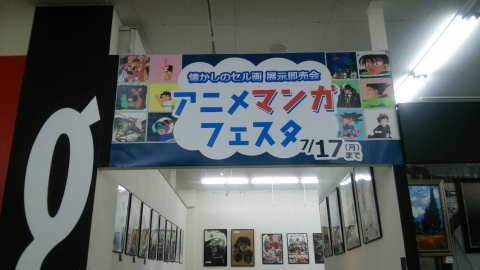 懐かしのセル画 展示即売会
アニメマンガ
フェスタ
7/17(月)まで
g